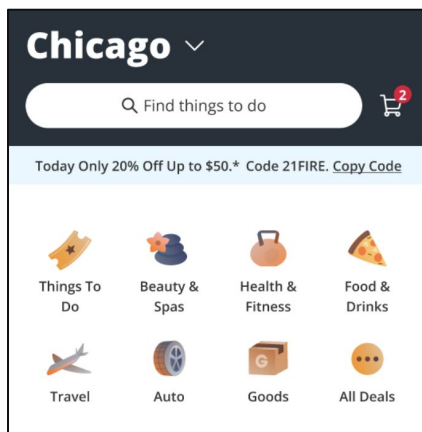 Chicago
Find things to do
2
Today Only 20% Off Up to $50.* Code 21FIRE. Copy Code
Things To Do
Beauty & Spas
Health & Fitness
Food & Drinks
G
Travel
Auto
Goods
All Deals